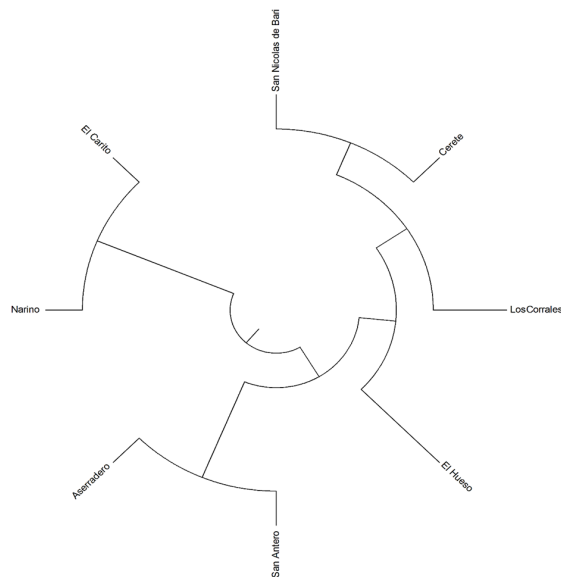 San Nicolas de Bari
El Carito
Cerete
Narino
LosCorrales
Aserradero
El Hueso
San Antero